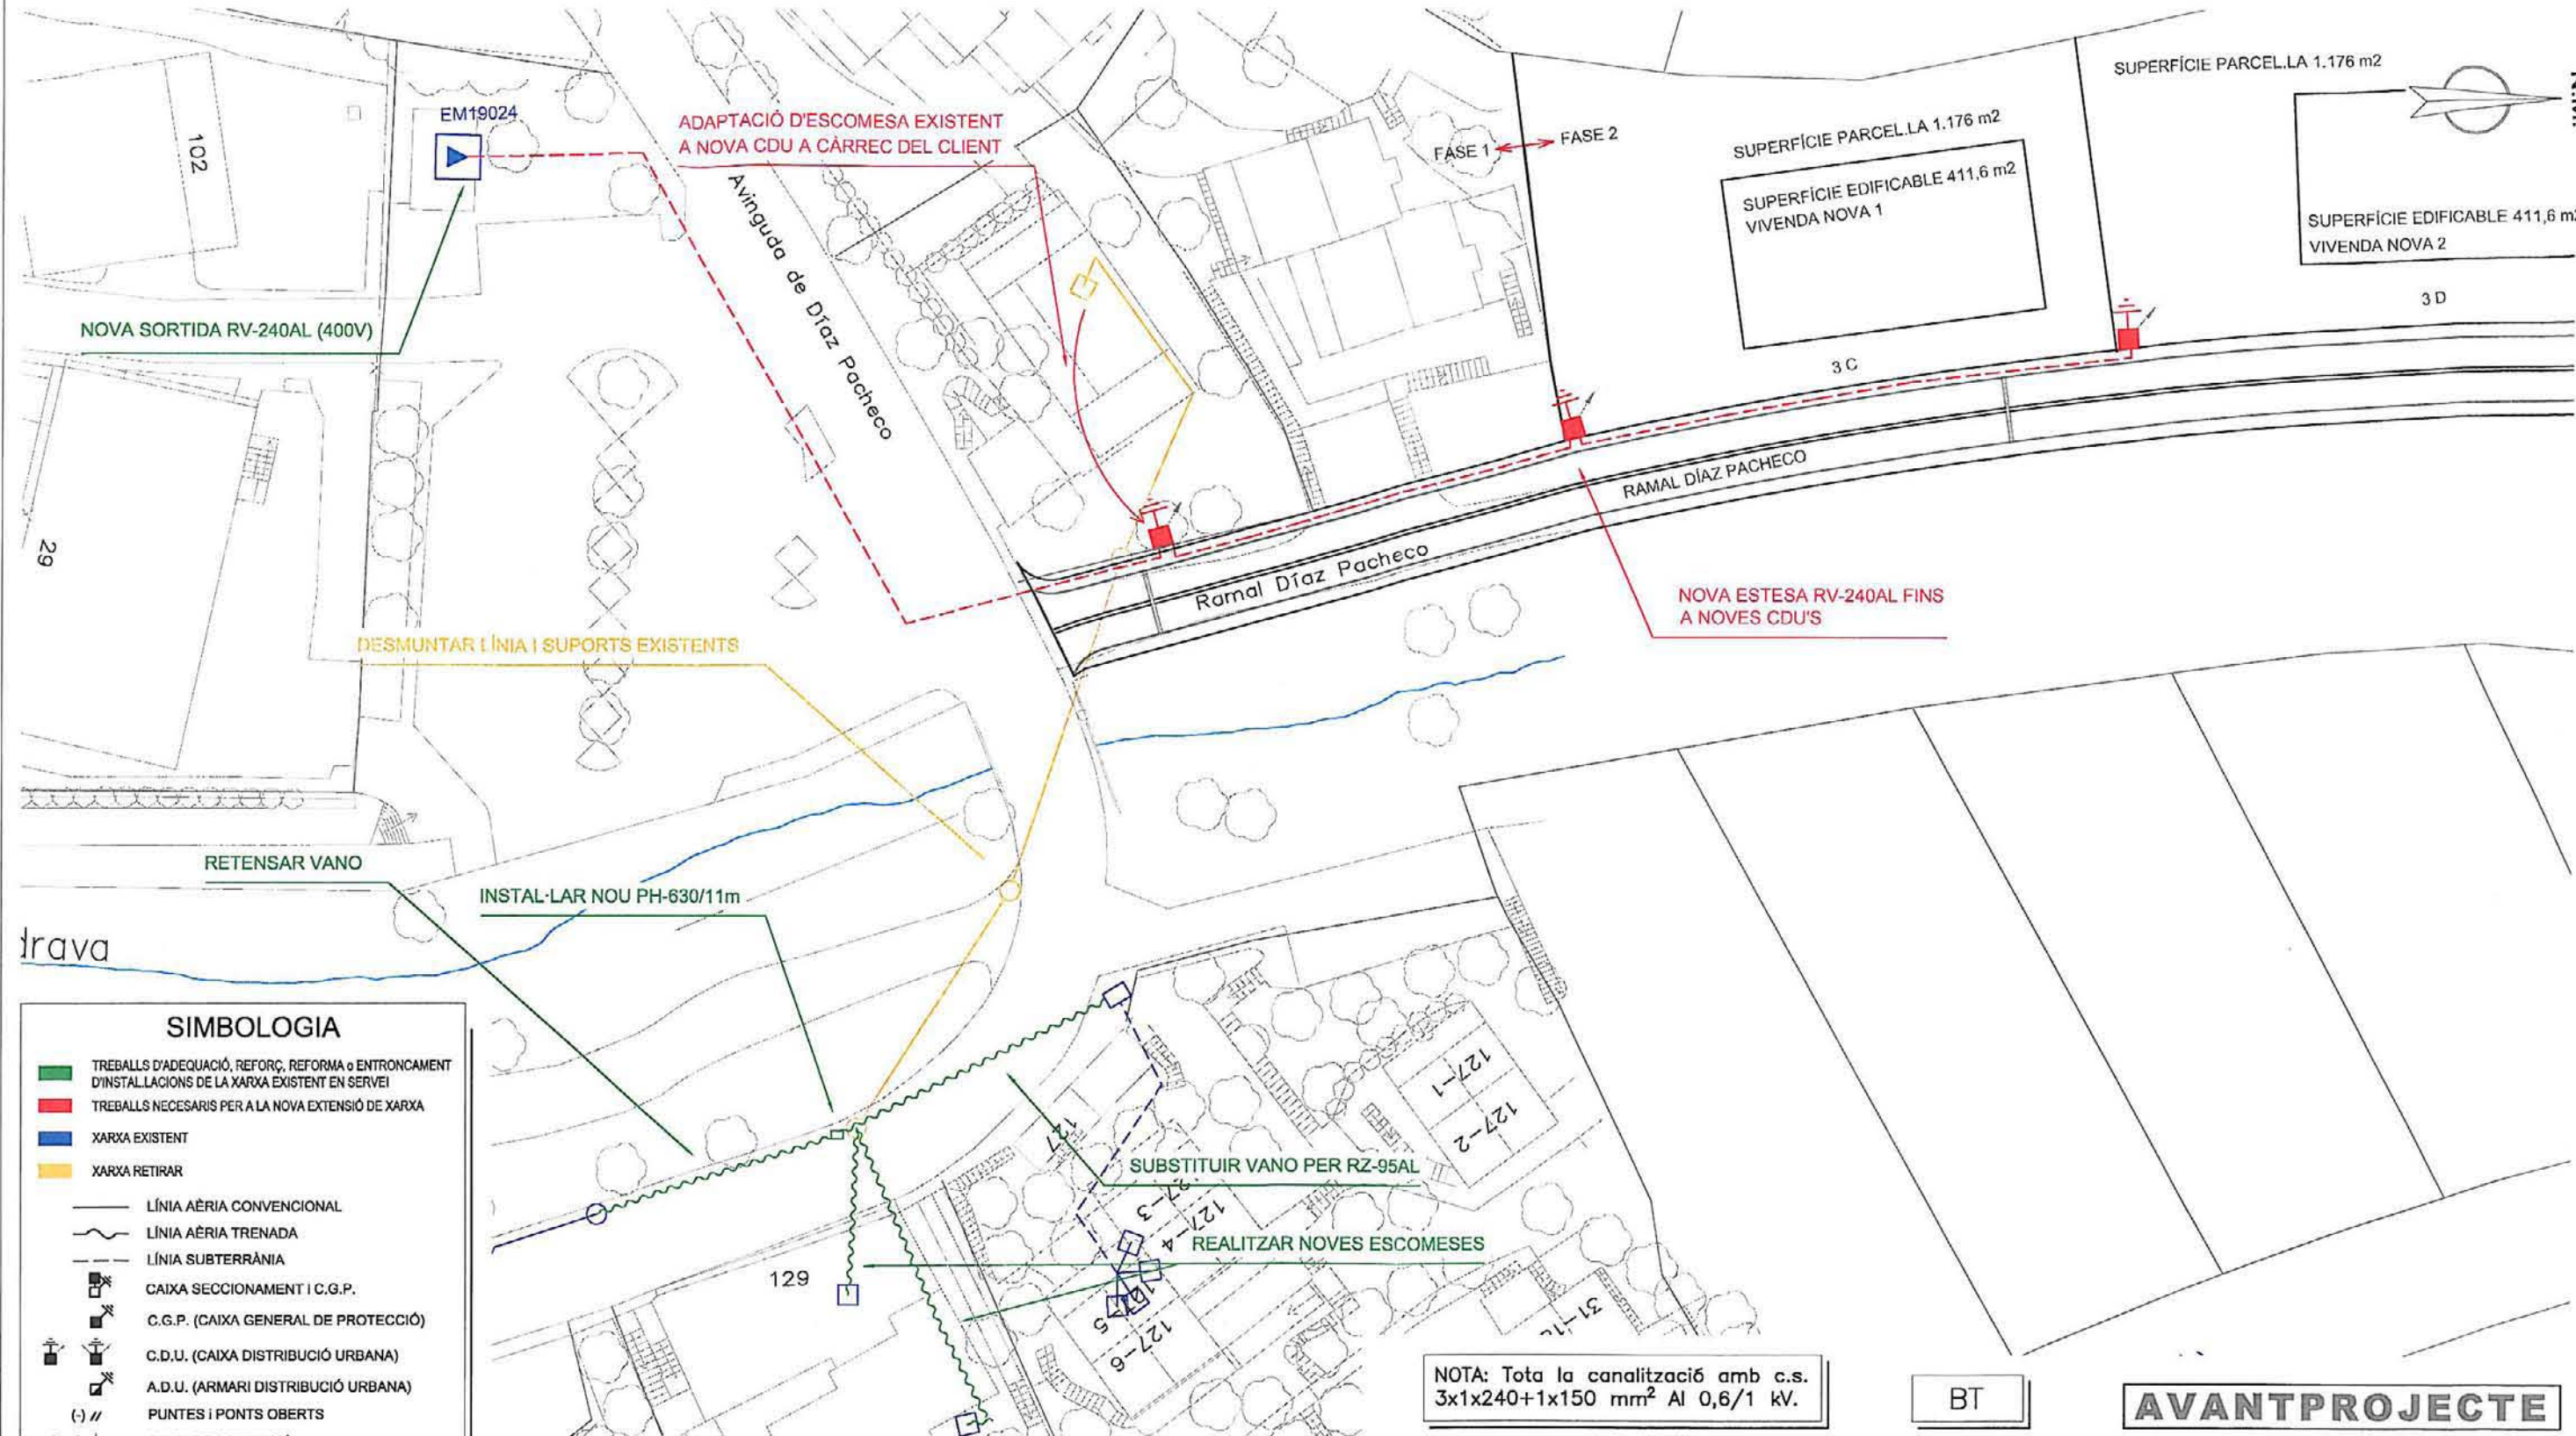 SUPERFÍCIE PARCEL.LA 1.176 m2
EM19024
102
ADAPTACIÓ D'ESCOMESA EXISTENT
A NOVA CDU A CÀRREC DEL CLIENT
FASE 1
FASE 2
SUPERFÍCIE PARCEL.LA 1.176 m2
SUPERFÍCIE EDIFICABLE 411,6 m2
VIVENDA NOVA 1
SUPERFÍCIE EDIFICABLE 411,6 m2
VIVENDA NOVA 2
Avinguda de Díaz Pacheco
NOVA SORTIDA RV-240AL (400V)
3 D
3 C
RAMAL DÍAZ PACHECO
29
Ramal Díaz Pacheco
NOVA ESTESA RV-240AL FINS
A NOVES CDU'S
DESMUNTAR LÍNIA I SUPORTS EXISTENTS
RETENSAR VANO
INSTAL·LAR NOU PH-630/11m
drava
SIMBOLOGIA
TREBALLS D'ADEQUACIÓ, REFORÇ, REFORMA o ENTRONCAMENT
D'INSTAL.LACIONS DE LA XARXA EXISTENT EN SERVEI
TREBALLS NECESARIS PER A LA NOVA EXTENSIÓ DE XARXA
XARXA EXISTENT
XARXA RETIRAR
LÍNIA AÈRIA CONVENCIONAL
LÍNIA AÈRIA TRENADA
LÍNIA SUBTERRÀNIA
CAIXA SECCIONAMENT I C.G.P.
C.G.P. (CAIXA GENERAL DE PROTECCIÓ)
C.D.U. (CAIXA DISTRIBUCIÓ URBANA)
A.D.U. (ARMARI DISTRIBUCIÓ URBANA)
(-) // PUNTES i PONTS OBERTS
127-1
127-2
127
SUBSTITUIR VANO PER RZ-95AL
127-3
127-4
REALITZAR NOVES ESCOMESES
129
127-6
NOTA: Tota la canalització amb c.s.
3x1x240+1x150 mm² Al 0,6/1 kV.
BT
AVANTPROJECTE